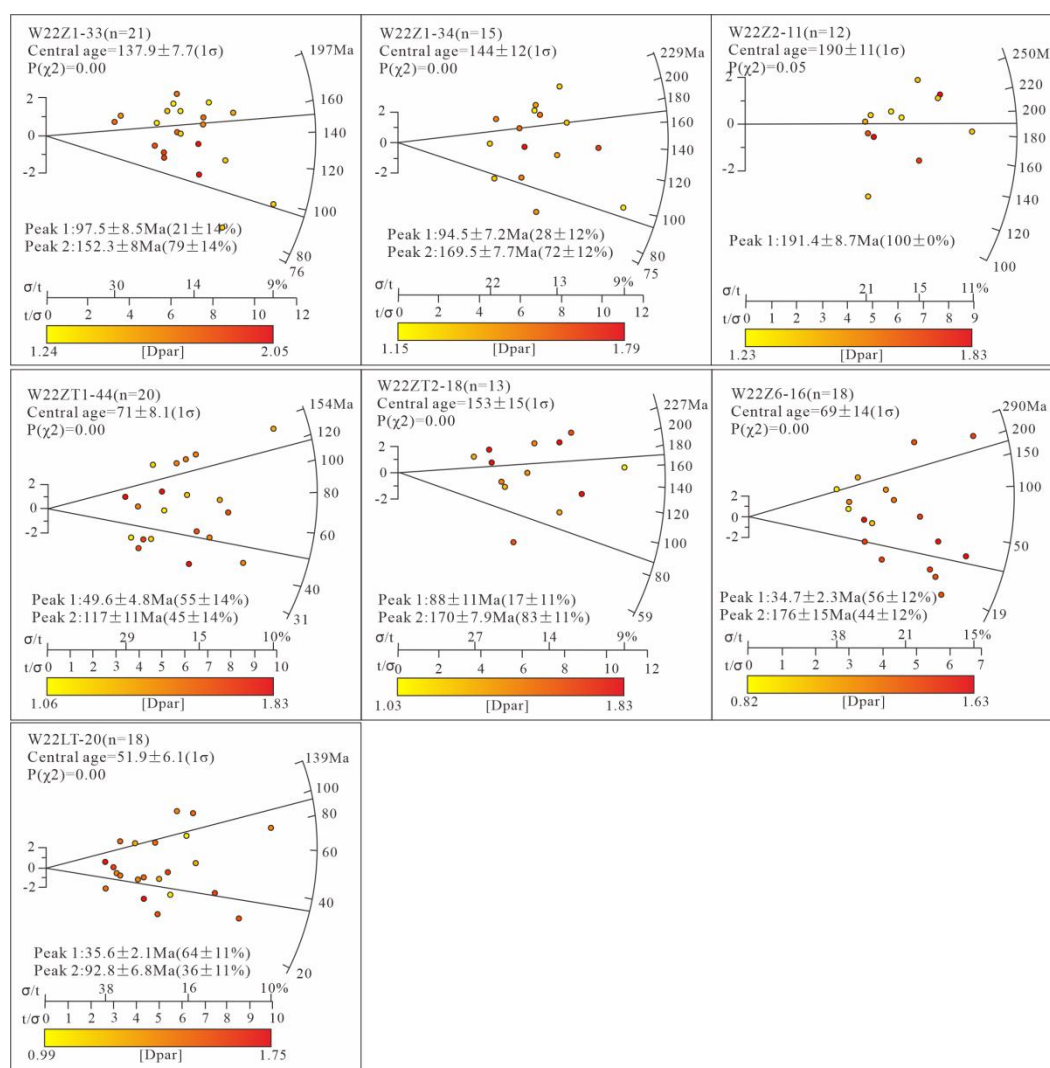 W22Z1-33(n=21)
Central age=137.9±7.7(1σ)
P(χ2)=0.00
197Ma
160
140
120
100
80
76
2
0
-2
Peak 1:97.5±8.5Ma(21±14%)
Peak 2:152.3±8Ma(79±14%)
30 14 9%
σ/t
t/σ
0 2 4 6 8 10 12
1.24 [Dpar] 2.05
W22Z1-34(n=15)
Central age=144±12(1σ)
P(χ2)=0.00
229Ma
200
180
160
140
120
100
80
75
2
0
-2
Peak 1:94.5±7.2Ma(28±12%)
Peak 2:169.5±7.7Ma(72±12%)
22 13 9%
σ/t
t/σ
0 2 4 6 8 10 12
1.15 [Dpar] 1.79
W22Z2-11(n=12)
Central age=190±11(1σ)
P(χ2)=0.05
250Ma
220
200
180
160
140
120
100
2
0
-2
Peak 1:191.4±8.7Ma(100±0%)
21 15 11%
σ/t
t/σ
0 1 2 3 4 5 6 7 8 9
1.23 [Dpar] 1.83
W22ZT1-44(n=20)
Central age=71±8.1(1σ)
P(χ2)=0.00
154Ma
120
100
80
60
40
31
2
0
-2
Peak 1:49.6±4.8Ma(55±14%)
Peak 2:117±11Ma(45±14%)
29 15 10%
σ/t
t/σ
0 1 2 3 4 5 6 7 8 9 10
1.06 [Dpar] 1.83
W22ZT2-18(n=13)
Central age=153±15(1σ)
P(χ2)=0.00
227Ma
200
180
160
140
120
100
80
59
2
0
-2
Peak 1:88±11Ma(17±11%)
Peak 2:170±7.9Ma(83±11%)
27 14 9%
σ/t
t/σ
0 2 4 6 8 10 12
1.03 [Dpar] 1.83
W22Z6-16(n=18)
Central age=69±14(1σ)
P(χ2)=0.00
290Ma
200
150
100
50
19
2
0
-2
Peak 1:34.7±2.3Ma(56±12%)
Peak 2:176±15Ma(44±12%)
38 21 15%
σ/t
t/σ
0 1 2 3 4 5 6 7
0.82 [Dpar] 1.63
W22LT-20(n=18)
Central age=51.9±6.1(1σ)
P(χ2)=0.00
139Ma
100
80
60
40
20
2
0
-2
Peak 1:35.6±2.1Ma(64±11%)
Peak 2:92.8±6.8Ma(36±11%)
38 16 10%
σ/t
t/σ
0 1 2 3 4 5 6 7 8 9 10
0.99 [Dpar] 1.75